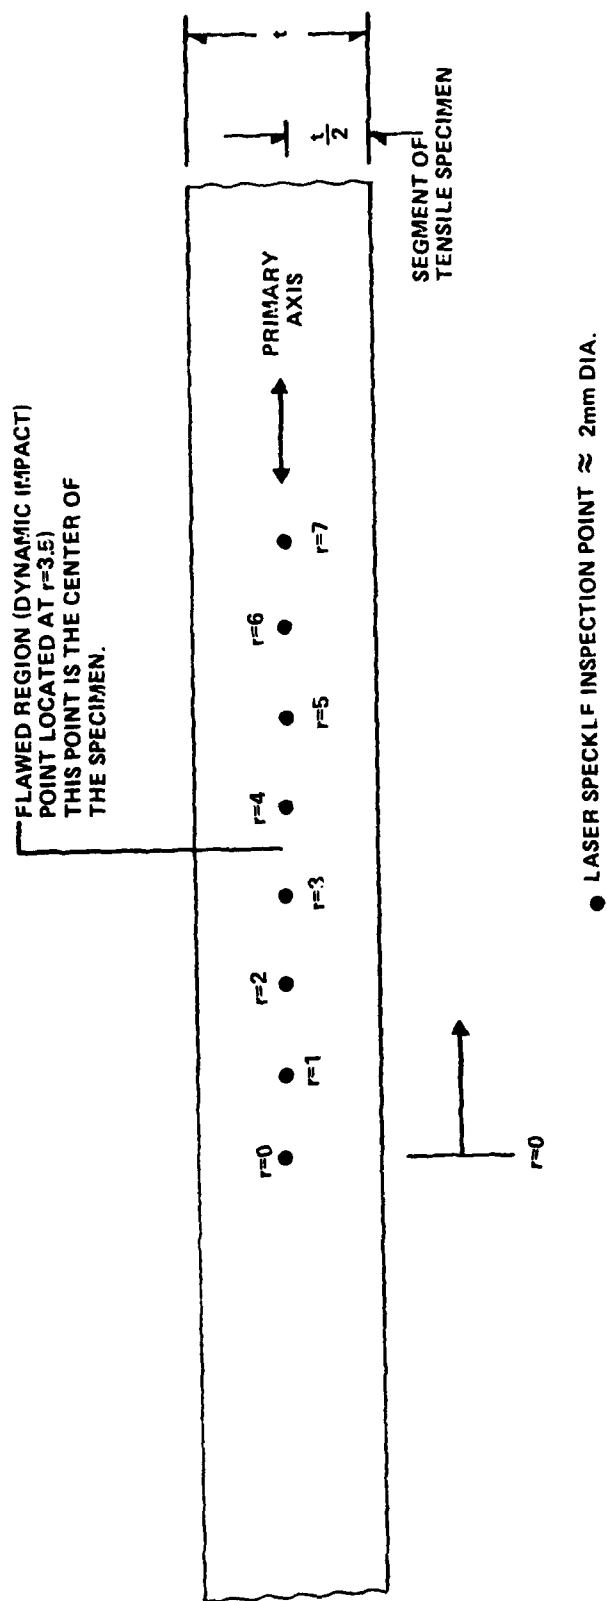 FLAWED REGION (DYNAMIC IMPACT)
POINT LOCATED AT r=3.5)
THIS POINT IS THE CENTER OF
THE SPECIMEN.
t
t
2
r=0
r=1
r=2
r=3
r=4
r=5
r=6
r=7
PRIMARY
AXIS
SEGMENT OF
TENSILE SPECIMEN
r=0
LASER SPECKLF INSPECTION POINT ≈ 2mm DIA.